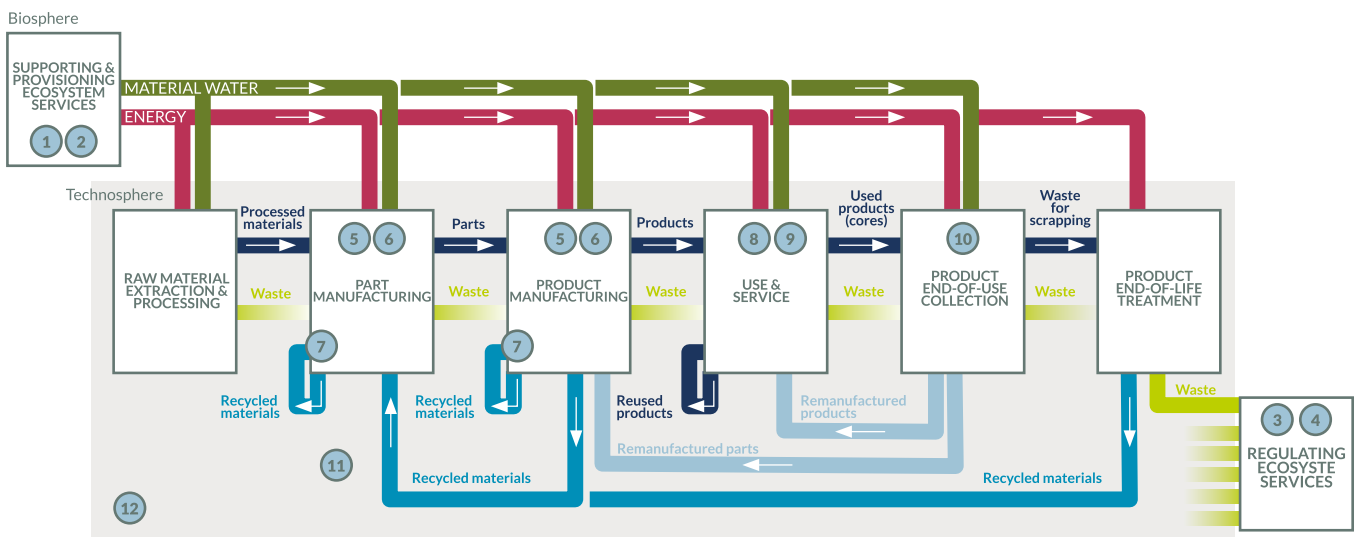 Biosphere
SUPPORTING &
PROVISIONING
ECOSYSTEM
SERVICES
1 2
MATERIAL WATER
ENERGY
Technosphere
RAW MATERIAL
EXTRACTION &
PROCESSING
Processed
materials
Waste
5 6
PART
MANUFACTURING
7
Recycled
materials
Parts
Waste
5 6
PRODUCT
MANUFACTURING
7
Recycled
materials
Products
Waste
8 9
USE &
SERVICE
Reused
products
Used
products
(cores)
Waste
10
PRODUCT
END-OF-USE
COLLECTION
Waste
for
scrapping
Waste
PRODUCT
END-OF-LIFE
TREATMENT
Remanufactured
products
Remanufactured parts
Recycled materials
Recycled materials
Waste
3 4
REGULATING
ECOSYSTE
SERVICES
11
12